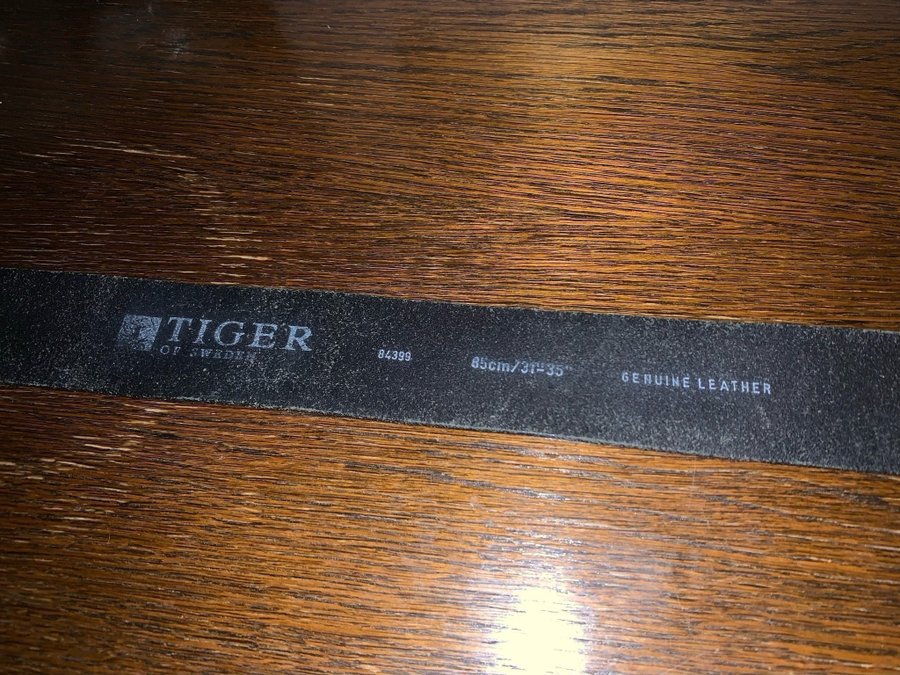 TIGER
OF SWEDEN
84399
85cm/31"-35"
GENUINE LEATHER